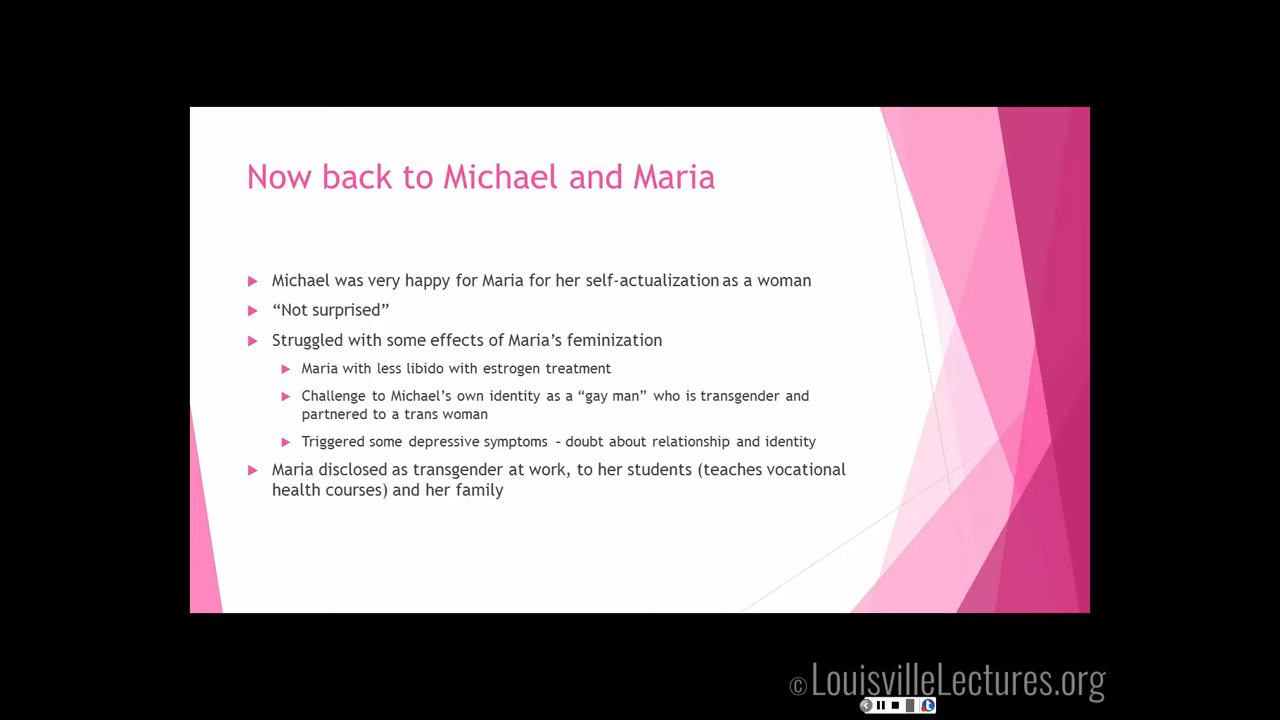 Now back to Michael and Maria
Michael was very happy for Maria for her self-actualization as a woman
“Not surprised”
Struggled with some effects of Maria’s feminization
Maria with less libido with estrogen treatment
Challenge to Michael’s own identity as a “gay man” who is transgender and
partnered to a trans woman
Triggered some depressive symptoms – doubt about relationship and identity
Maria disclosed as transgender at work, to her students (teaches vocational
health courses) and her family
© LouisvilleLectures.org